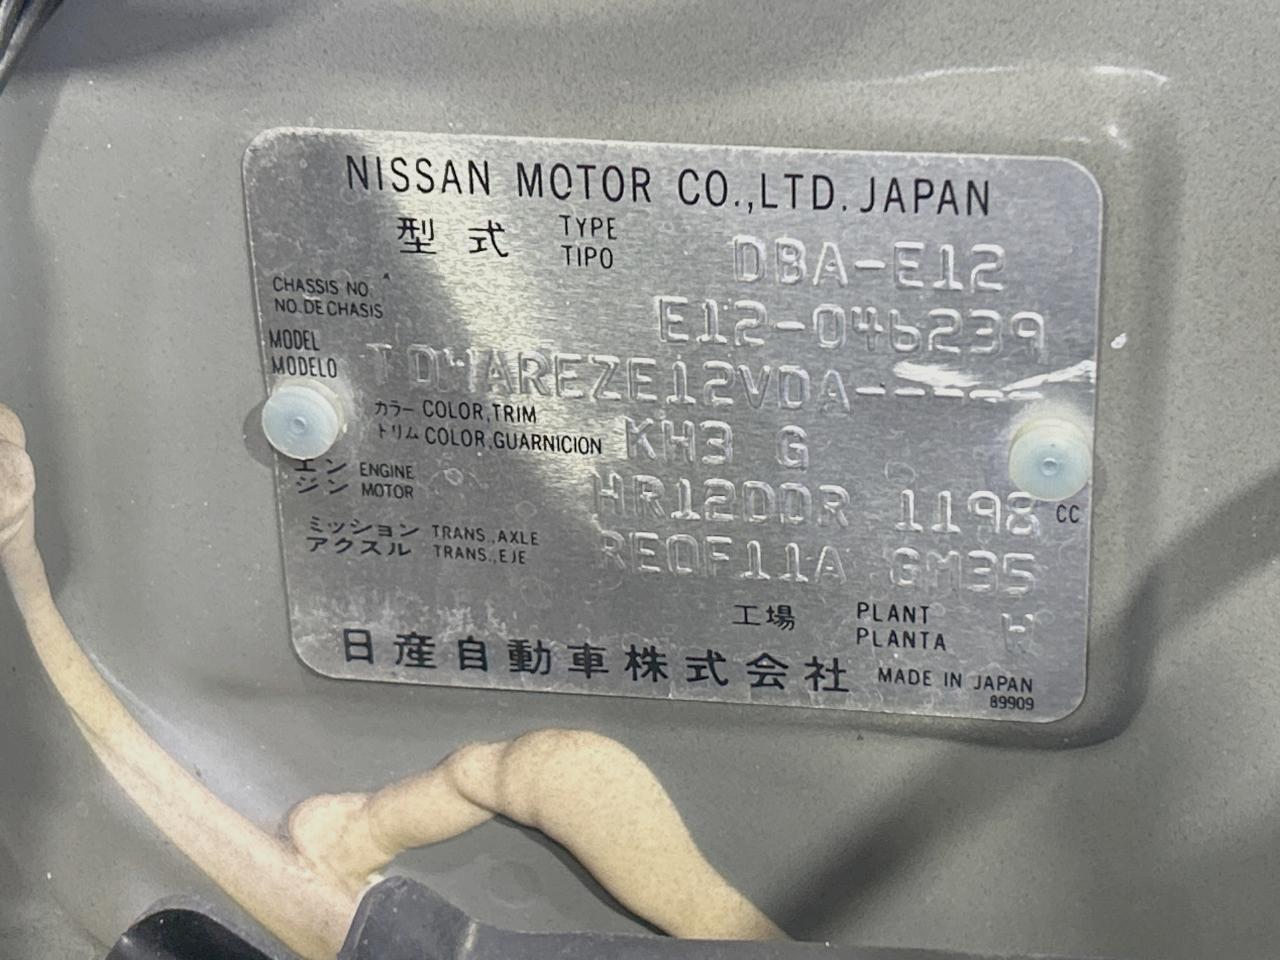 NISSAN MOTOR CO.,LTD. JAPAN
型式 TYPE TIPO DBA-E12
CHASSIS NO.
NO.DE CHASIS E12-046239
MODEL
MODELO TDWAREZE12VDA-----
カラー COLOR,TRIM
トリム COLOR,GUARNICION KH3 G
エンジン ENGINE MOTOR HR12DDR 1198 CC
ミッション TRANS.,AXLE
アクスル TRANS.,EJE RE0F11A GM35
工場 PLANT PLANTA W
日産自動車株式会社 MADE IN JAPAN
89909